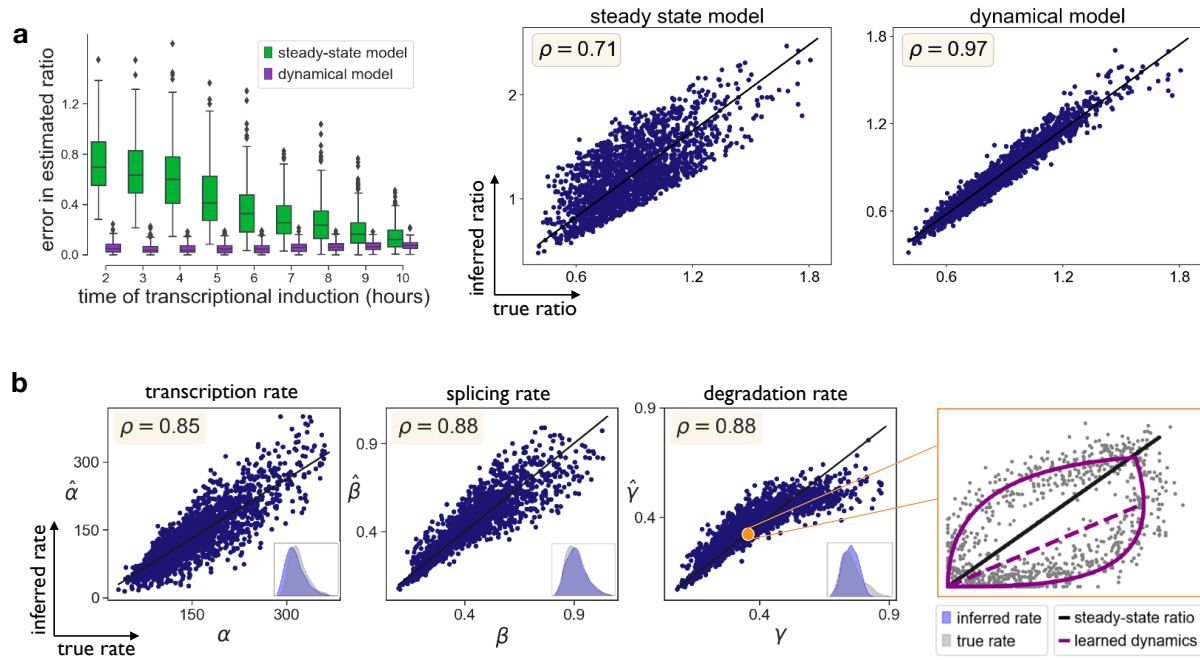 a
steady-state model
dynamical model
error in estimated ratio
1.2
0.8
0.4
0.0
2 3 4 5 6 7 8 9 10
time of transcriptional induction (hours)
steady state model
ρ = 0.71
2
1
0.6 1.2 1.8
inferred ratio
true ratio
dynamical model
ρ = 0.97
1.8
1.2
0.6
0.6 1.2 1.8
b
transcription rate
ρ = 0.85
300
α̂
150
0
150 300
α
inferred rate
true rate
splicing rate
ρ = 0.88
0.9
β̂
0.4
0.4 0.9
β
degradation rate
0.9
ρ = 0.88
γ̂
0.4
0.4 0.9
γ
inferred rate
true rate
steady-state ratio
learned dynamics